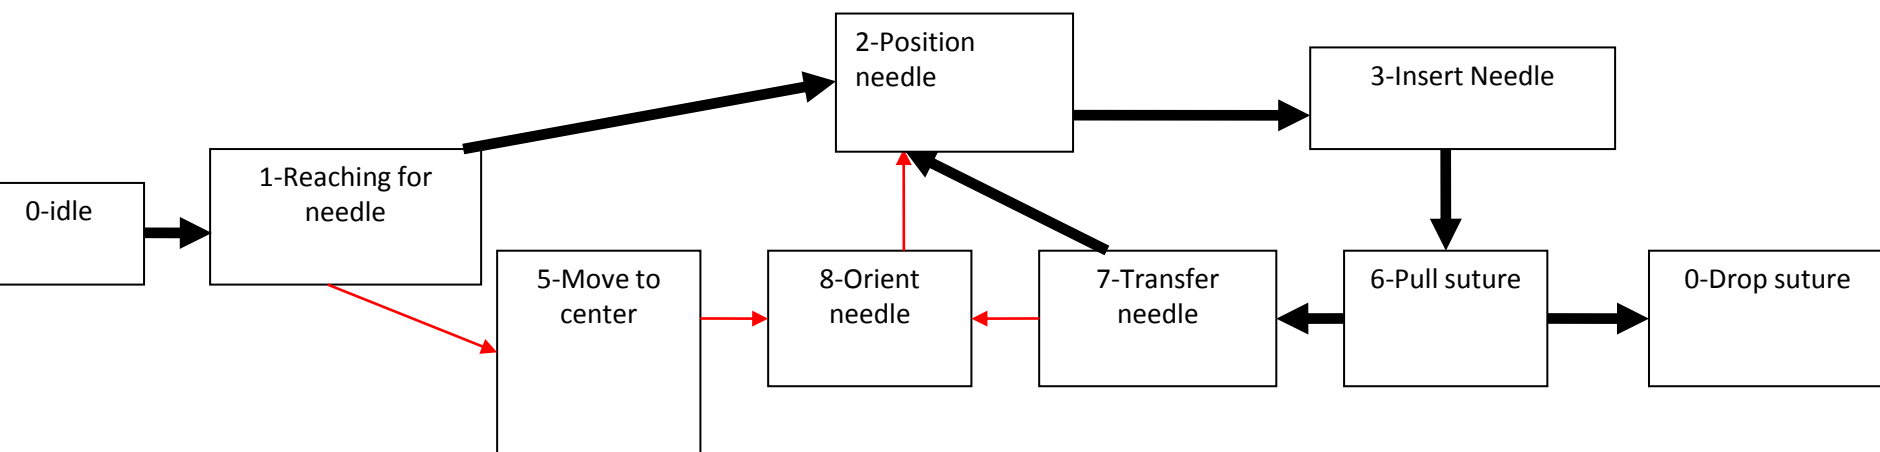 2-Position
needle
3-Insert Needle
1-Reaching for
needle
0-idle
5-Move to
center
8-Orient
needle
7-Transfer
needle
6-Pull suture
0-Drop suture